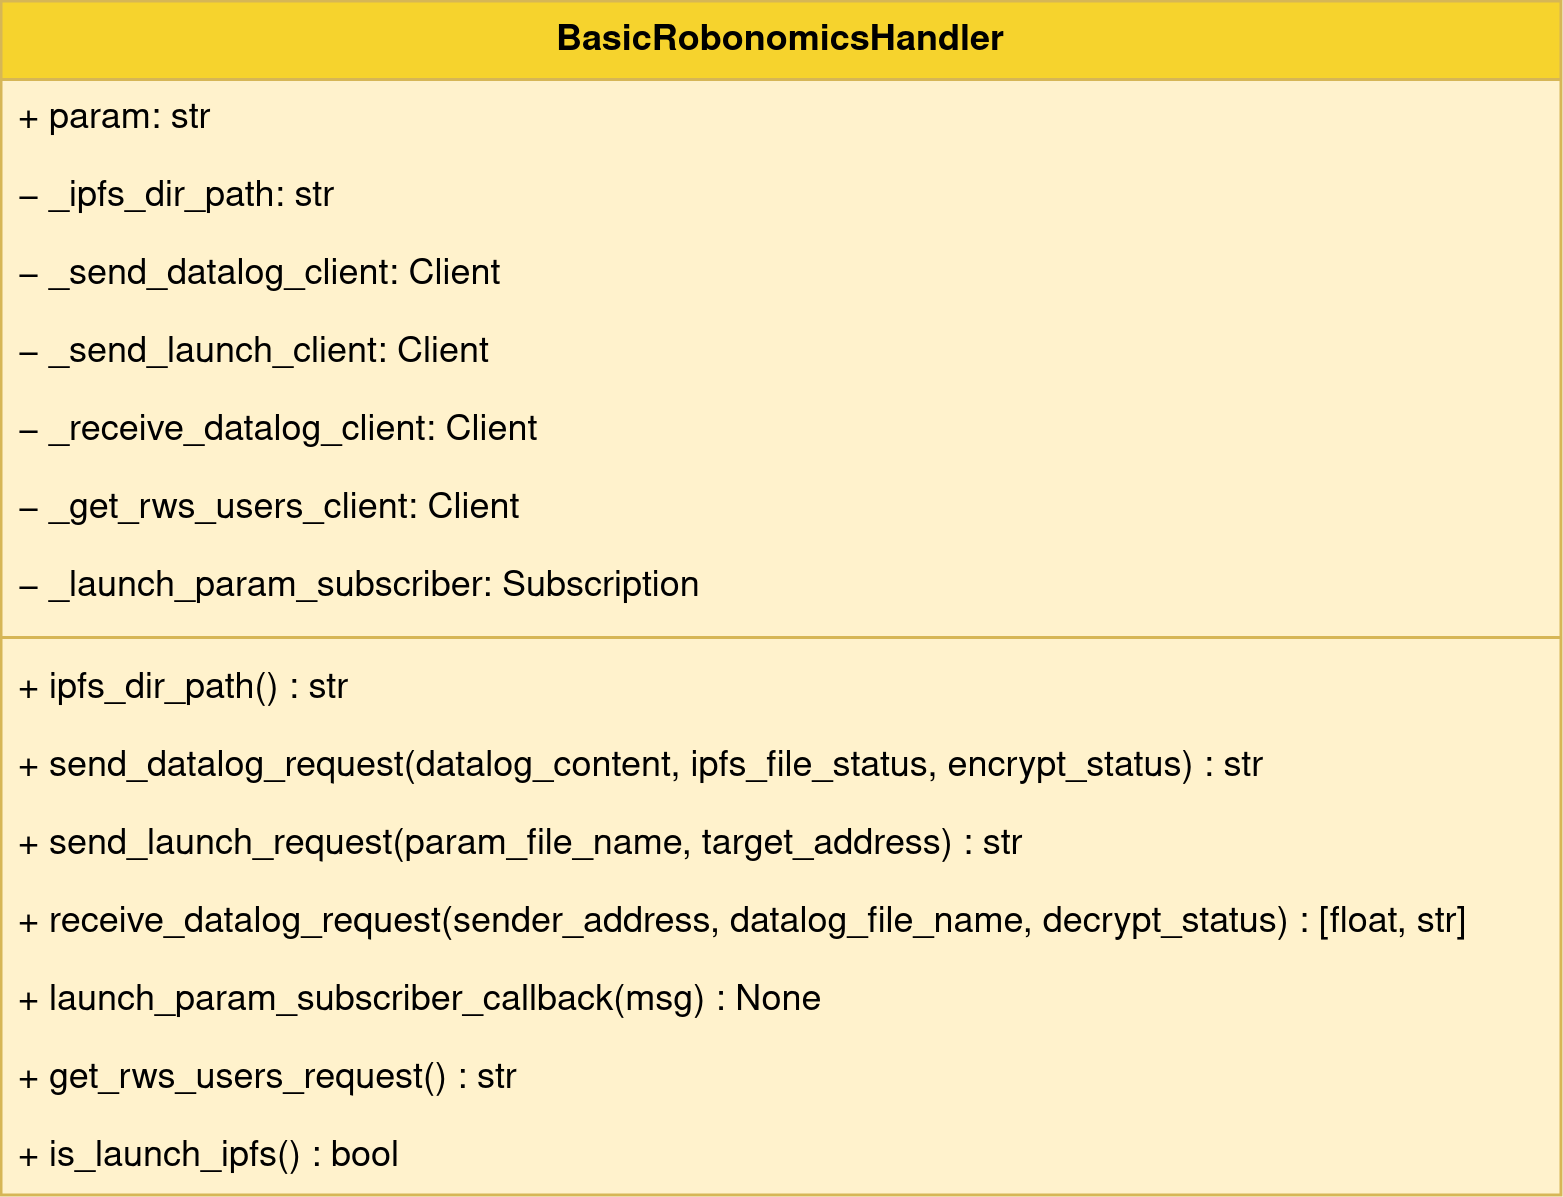 BasicRobonomicsHandler
+ param: str
− _ipfs_dir_path: str
− _send_datalog_client: Client
− _send_launch_client: Client
− _receive_datalog_client: Client
− _get_rws_users_client: Client
− _launch_param_subscriber: Subscription
+ ipfs_dir_path() : str
+ send_datalog_request(datalog_content, ipfs_file_status, encrypt_status) : str
+ send_launch_request(param_file_name, target_address) : str
+ receive_datalog_request(sender_address, datalog_file_name, decrypt_status) : [float, str]
+ launch_param_subscriber_callback(msg) : None
+ get_rws_users_request() : str
+ is_launch_ipfs() : bool